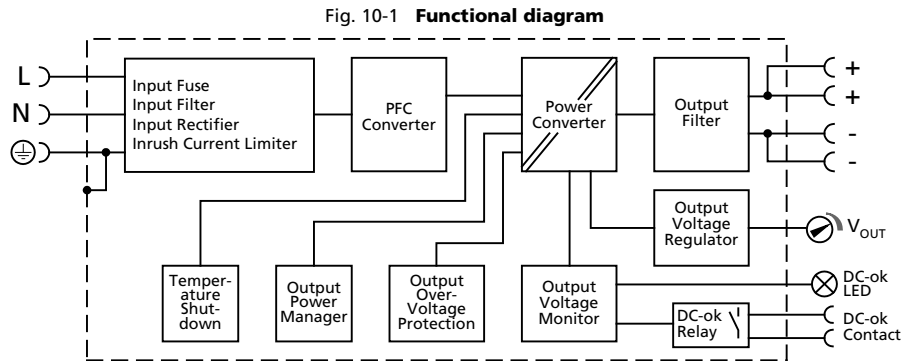 Fig. 10-1 Functional diagram
L
N
Input Fuse
Input Filter
Input Rectifier
Inrush Current Limiter
PFC
Converter
Power
Converter
Output
Filter
+
+
-
-
Output
Voltage
Regulator
V_OUT
Temper-
ature
Shut-
down
Output
Power
Manager
Output
Over-
Voltage
Protection
Output
Voltage
Monitor
DC-ok
Relay
DC-ok
LED
DC-ok
Contact